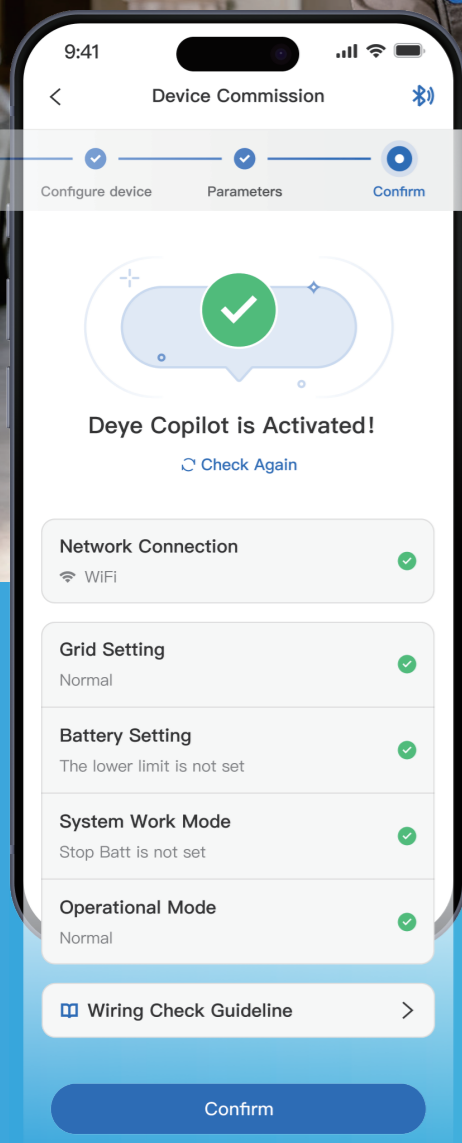 9:41
Device Commission
Configure device
Parameters
Confirm
Deye Copilot is Activated!
Check Again
Network Connection
WiFi
Grid Setting
Normal
Battery Setting
The lower limit is not set
System Work Mode
Stop Batt is not set
Operational Mode
Normal
Wiring Check Guideline
Confirm